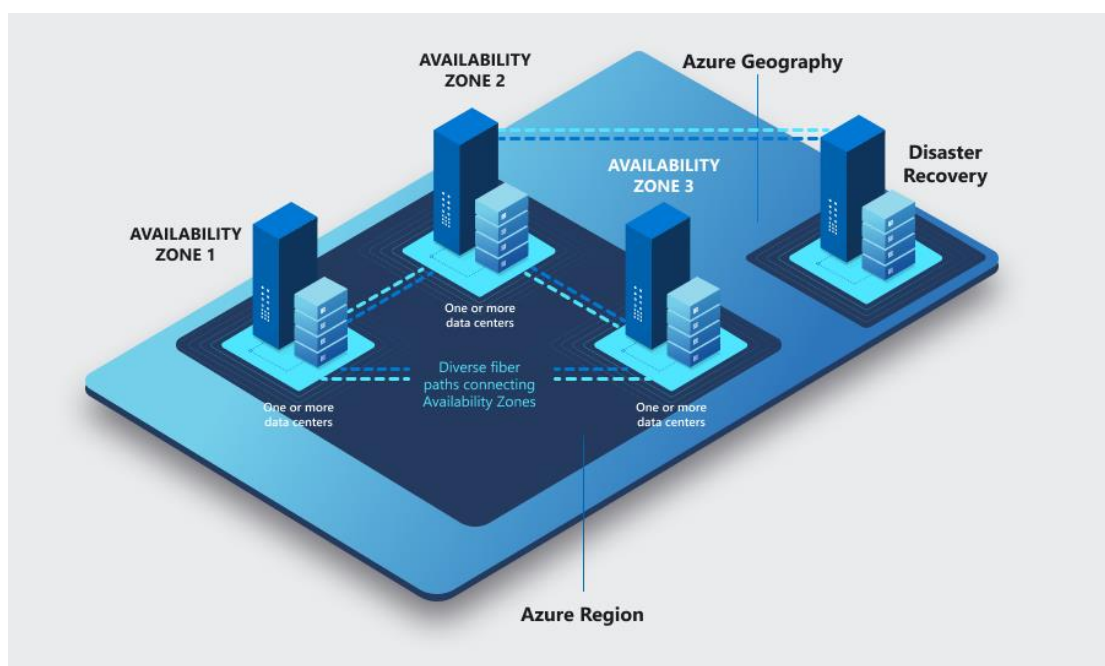 AVAILABILITY
ZONE 2
Azure Geography
AVAILABILITY
ZONE 3
Disaster
Recovery
AVAILABILITY
ZONE 1
One or more
data centers
Diverse fiber
paths connecting
Availability Zones
One or more
data centers
One or more
data centers
Azure Region